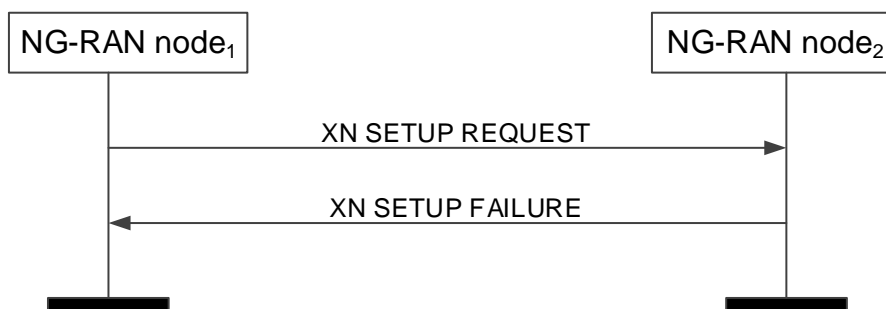 NG-RAN node₁
NG-RAN node₂
XN SETUP REQUEST
XN SETUP FAILURE